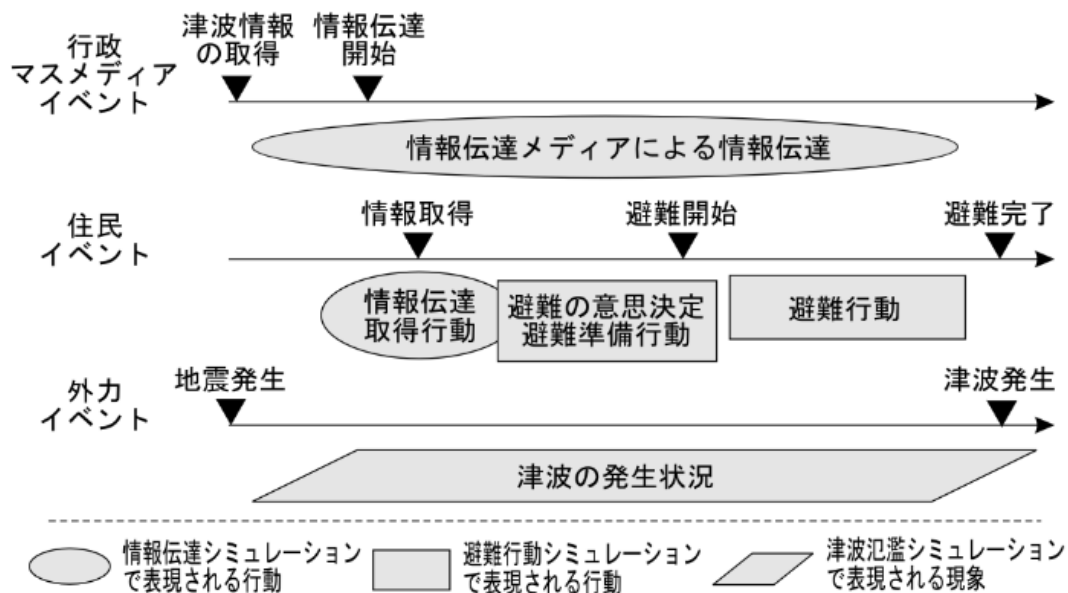 行政
マスメディア
イベント
津波情報
の取得
情報伝達
開始
情報伝達メディアによる情報伝達
住民
イベント
情報取得
避難開始
避難完了
情報伝達
取得行動
避難の意思決定
避難準備行動
避難行動
外力
イベント
地震発生
津波発生
津波の発生状況
情報伝達シミュレーション
で表現される行動
避難行動シミュレーション
で表現される行動
津波氾濫シミュレーション
で表現される現象